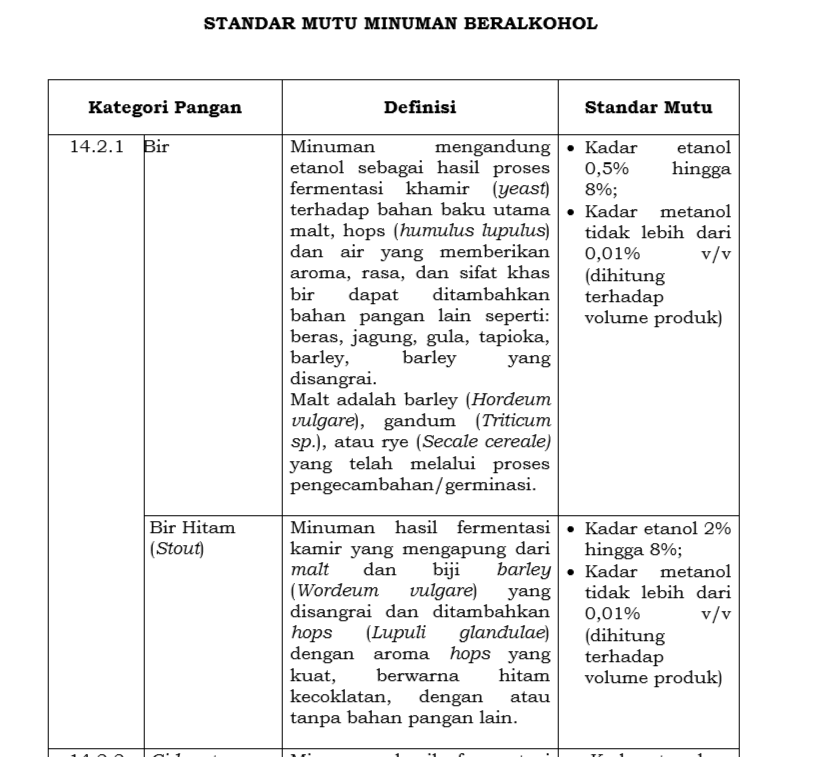 STANDAR MUTU MINUMAN BERALKOHOL
Kategori Pangan
Definisi
Standar Mutu
14.2.1
Bir
Minuman mengandung
etanol sebagai hasil proses
fermentasi khamir (yeast)
terhadap bahan baku utama
malt, hops (humulus lupulus)
dan air yang memberikan
aroma, rasa, dan sifat khas
bir dapat ditambahkan
bahan pangan lain seperti:
beras, jagung, gula, tapioka,
barley, barley yang
disangrai.
Malt adalah barley (Hordeum
vulgare), gandum (Triticum
sp.), atau rye (Secale cereale)
yang telah melalui proses
pengecambahan/germinasi.
• Kadar etanol
0,5% hingga
8%;
• Kadar metanol
tidak lebih dari
0,01% v/v
(dihitung
terhadap
volume produk)
Bir Hitam
(Stout)
Minuman hasil fermentasi
kamir yang mengapung dari
malt dan biji barley
(Wordeum vulgare) yang
disangrai dan ditambahkan
hops (Lupuli glandulae)
dengan aroma hops yang
kuat, berwarna hitam
kecoklatan, dengan atau
tanpa bahan pangan lain.
• Kadar etanol 2%
hingga 8%;
• Kadar metanol
tidak lebih dari
0,01% v/v
(dihitung
terhadap
volume produk)